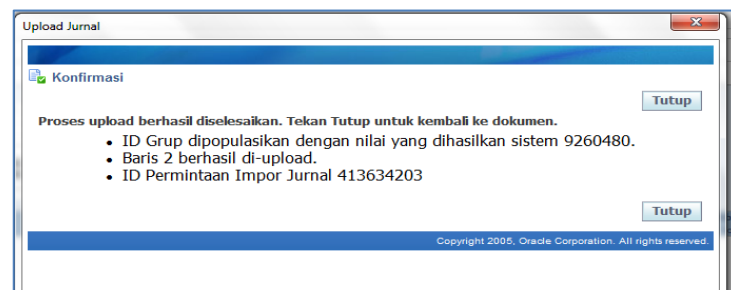 Upload Jurnal
Konfirmasi
Tutup
Proses upload berhasil diselesaikan. Tekan Tutup untuk kembali ke dokumen.
• ID Grup dipopulasikan dengan nilai yang dihasilkan sistem 9260480.
• Baris 2 berhasil di-upload.
• ID Permintaan Impor Jurnal 413634203
Tutup
Copyright 2005, Oracle Corporation. All rights reserved.